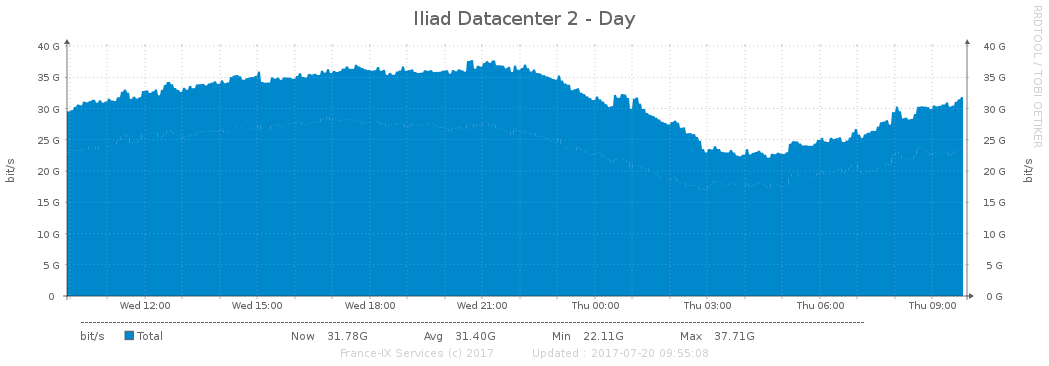 Iliad Datacenter 2 - Day
RRDTOOL / TOBI OETIKER
40 G 40 G
35 G 35 G
30 G 30 G
25 G 25 G
20 G 20 G
15 G 15 G
10 G 10 G
5 G 5 G
0 0 G
bit/s
bit/s
Wed 12:00 Wed 15:00 Wed 18:00 Wed 21:00 Thu 00:00 Thu 03:00 Thu 06:00 Thu 09:00
bit/s Total Now 31.78G Avg 31.40G Min 22.11G Max 37.71G
France-IX Services (c) 2017 Updated : 2017-07-20 09:55:08